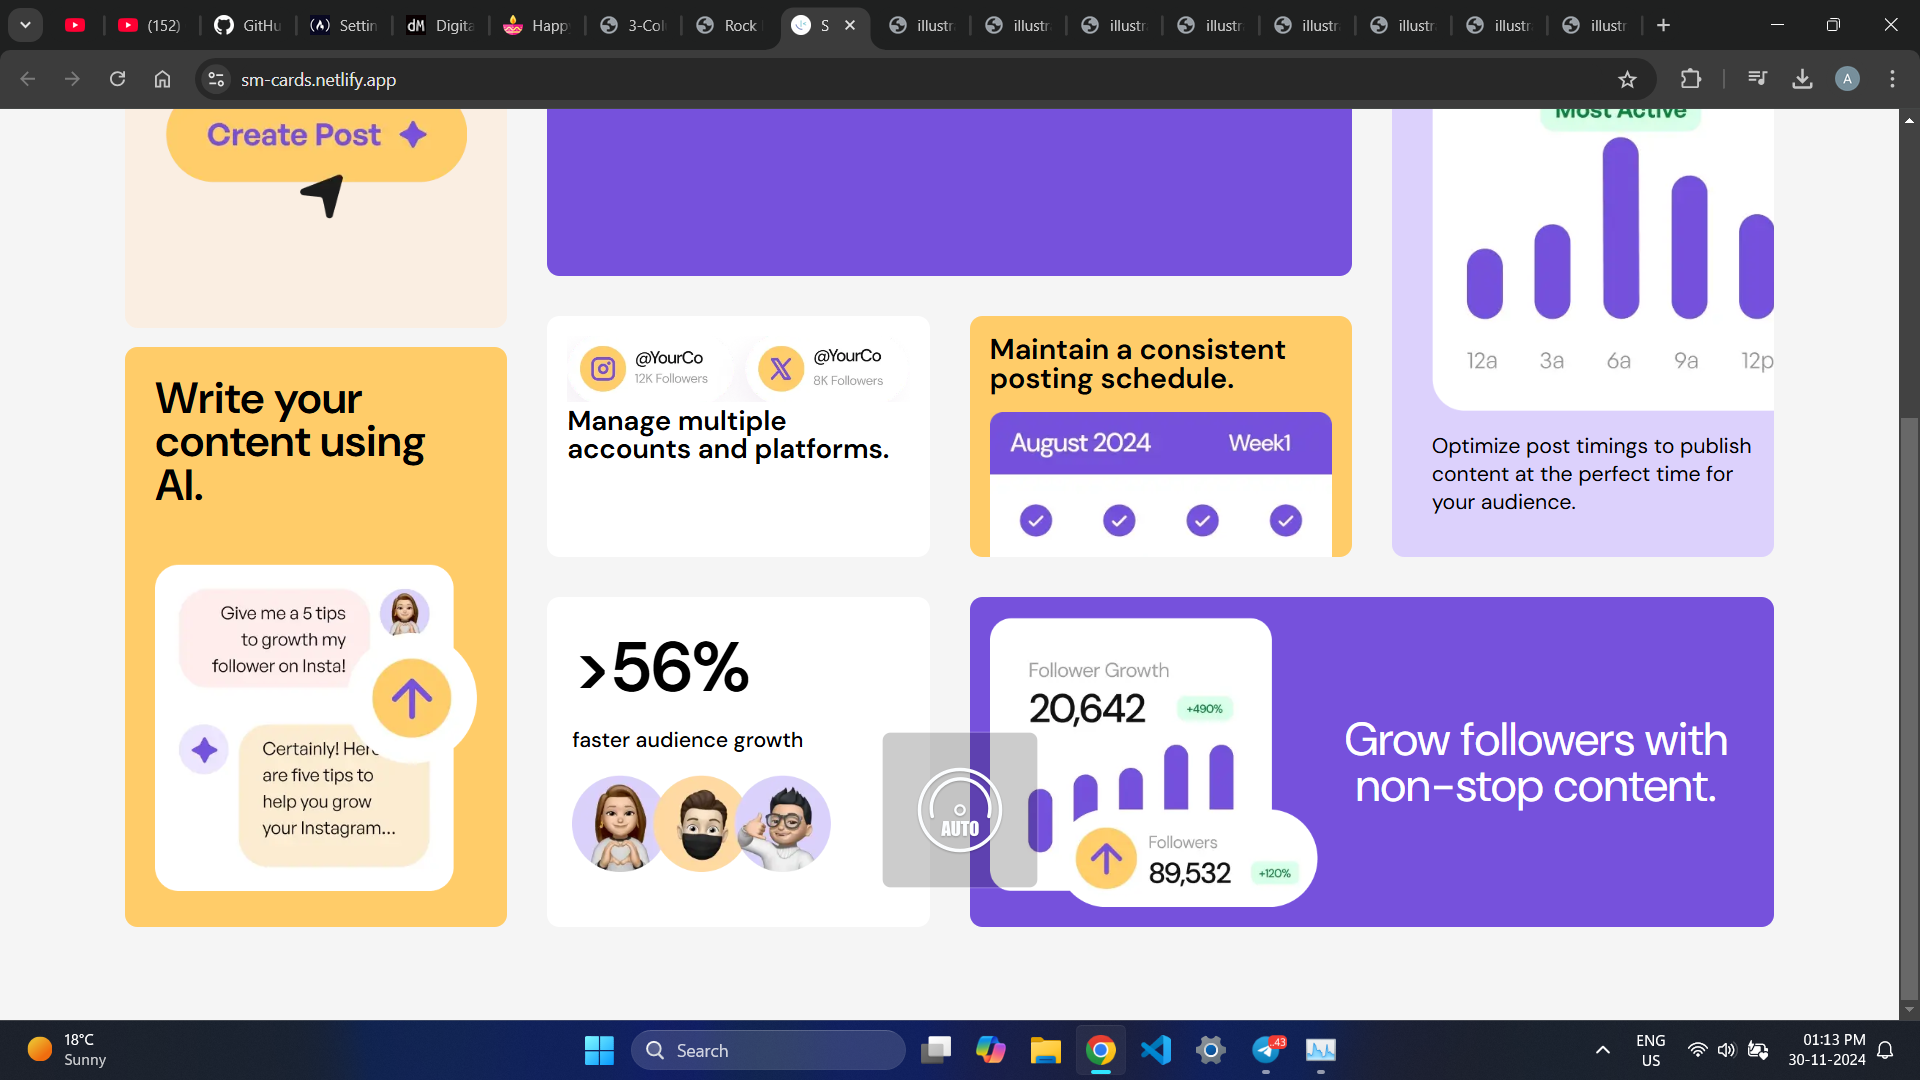 (152)
GitHu
Settin
dM
Digita
Happ
3-Col
Rock
S
illustr
illustr
illustr
illustr
illustr
illustr
illustr
illustr
sm-cards.netlify.app
A
Create Post
Most Active
12a 3a 6a 9a 12p
Optimize post timings to publish
content at the perfect time for
your audience.
Write your
content using
AI.
Give me a 5 tips
to growth my
follower on Insta!
Certainly! Here
are five tips to
help you grow
your Instagram...
@YourCo
12K Followers
@YourCo
8K Followers
Manage multiple
accounts and platforms.
Maintain a consistent
posting schedule.
August 2024 Week1
>56%
faster audience growth
AUTO
Follower Growth
20,642 +490%
Followers
89,532 +120%
Grow followers with
non-stop content.
18°C
Sunny
Search
43
ENG
US
01:13 PM
30-11-2024